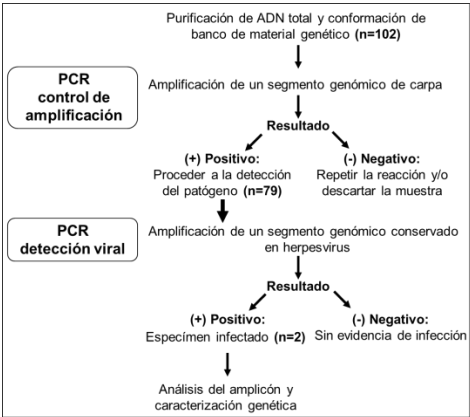 Purificación de ADN total y conformación de
banco de material genético (n=102)
PCR
control de
amplificación
Amplificación de un segmento genómico de carpa
Resultado
(+) Positivo:
Proceder a la detección
del patógeno (n=79)
(-) Negativo:
Repetir la reacción y/o
descartar la muestra
PCR
detección viral
Amplificación de un segmento genómico conservado
en herpesvirus
Resultado
(+) Positivo:
Especímen infectado (n=2)
(-) Negativo:
Sin evidencia de infección
Análisis del amplicón y
caracterización genética